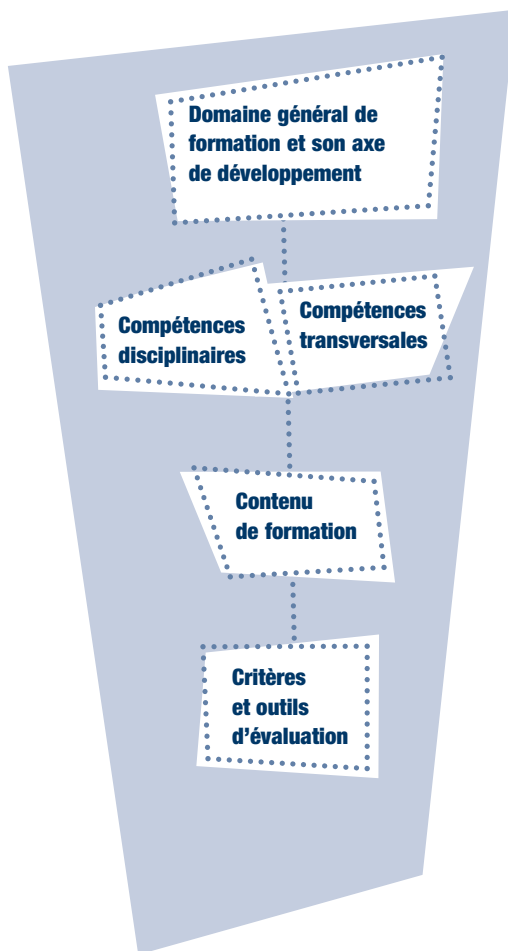 Domaine général de
formation et son axe
de développement
Compétences
disciplinaires
Compétences
transversales
Contenu
de formation
Critères
et outils
d'évaluation